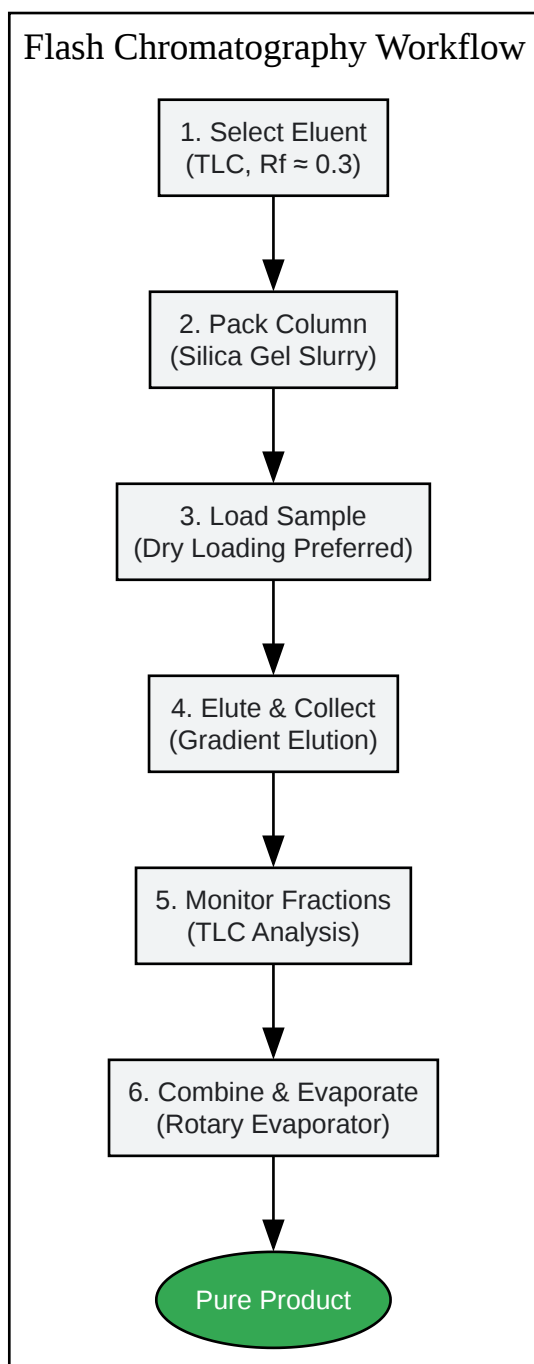 Flash Chromatography Workflow
1. Select Eluent
(TLC, Rf ≈ 0.3)
2. Pack Column
(Silica Gel Slurry)
3. Load Sample
(Dry Loading Preferred)
4. Elute & Collect
(Gradient Elution)
5. Monitor Fractions
(TLC Analysis)
6. Combine & Evaporate
(Rotary Evaporator)
Pure Product